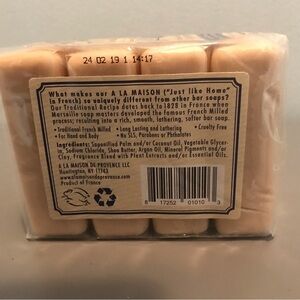 24 02 19 1 14:17
What makes our A LA MAISON ("Just like Home"
in French) so uniquely different from other bar soaps?
Our Traditional Recipe dates back to 1828 in France when
Marseille soap masters developed the famous French Milled
process; resulting into a rich, smooth, lathering, softer bar soap.
• Traditional French Milled • Long Lasting and Lathering • Cruelty Free
• For Hand and Body • No SLS, Parabens or Phthalates
Ingredients: Saponified Palm and/or Coconut Oil, Vegetable Glycer-
in, Sodium Chloride, Shea Butter, Argan Oil, Mineral Pigments and/or
Clay, Fragrance Blend with Plant Extracts and/or Essential Oils.
A LA MAISON DE PROVENCE LLC
Huntington, NY 11743
www.alamaisondeprovence.com
Product of France
8 17252 01010 3